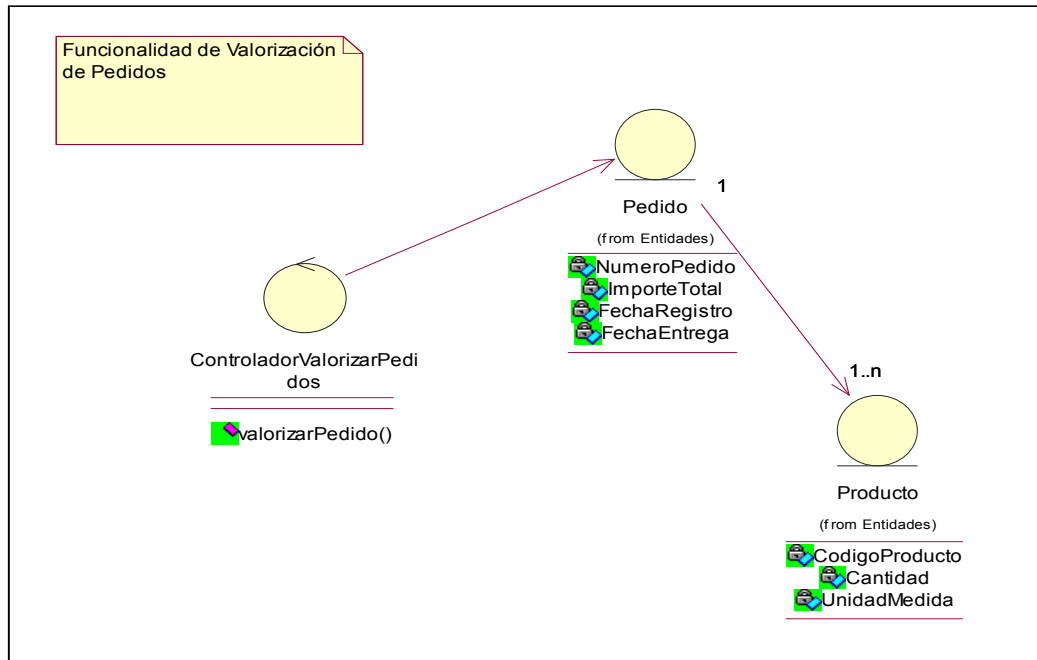 Funcionalidad de Valorización
de Pedidos
1
Pedido
(from Entidades)
NumeroPedido
ImporteTotal
FechaRegistro
FechaEntrega
ControladorValorizarPedi
dos
valorizarPedido()
1..n
Producto
(from Entidades)
CodigoProducto
Cantidad
UnidadMedida